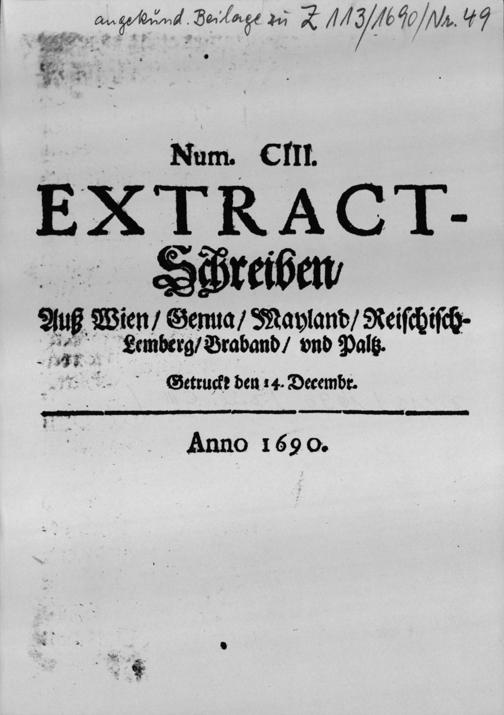 angekünd. Beilage zu Z 113/1690/Nr. 49
Num. CIII.
EXTRACT-
Schreiben/
Auß Wien/ Genua/ Mayland/ Reischisch-
Lemberg/ Braband/ vnd Paltz.
Getruckt den 14. Decembr.
Anno 1690.